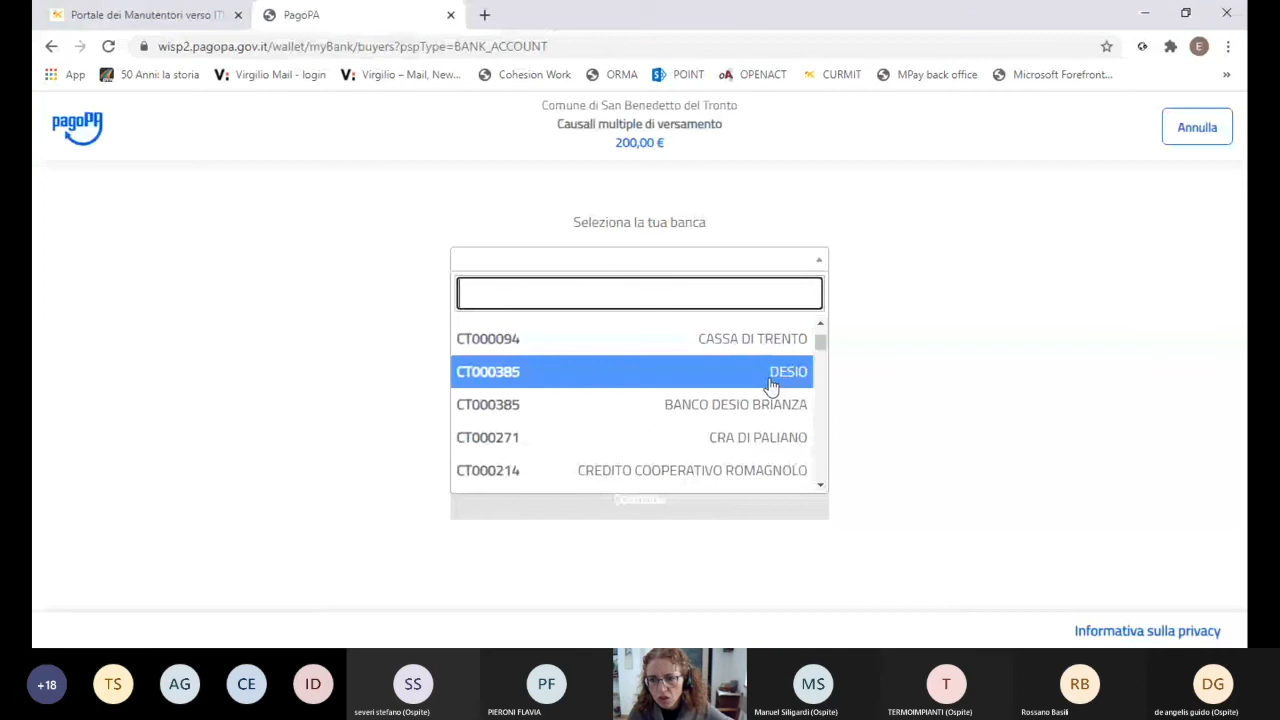 Portale dei Manutentori verso IT
PagoPA
wisp2.pagopa.gov.it/wallet/myBank/buyers?pspType=BANK_ACCOUNT
E
App
50 Anni: la storia
Virgilio Mail - login
Virgilio – Mail, New...
Cohesion Work
ORMA
POINT
OPENACT
CURMIT
MPay back office
Microsoft Forefront...
»
pagoPA
Comune di San Benedetto del Tronto
Causali multiple di versamento
200,00 €
Annulla
Seleziona la tua banca
CT000094 CASSA DI TRENTO
CT000385 DESIO
CT000385 BANCO DESIO BRIANZA
CT000271 CRA DI PALIANO
CT000214 CREDITO COOPERATIVO ROMAGNOLO
Informativa sulla privacy
+18
TS
AG
CE
ID
SS
severi stefano (Ospite)
PF
PIERONI FLAVIA
MS
Manuel Siligardi (Ospite)
T
TERMOIMPIANTI (Ospite)
RB
Rossano Basili
DG
de angelis guido (Ospite)